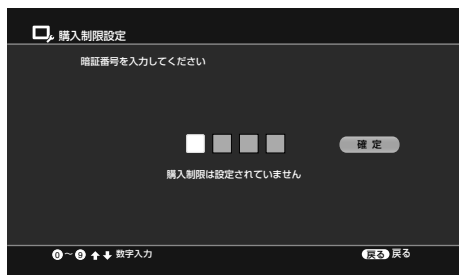 購入制限設定
暗証番号を入力してください
確 定
購入制限は設定されていません
0～9 ↑↓ 数字入力
戻る 戻る